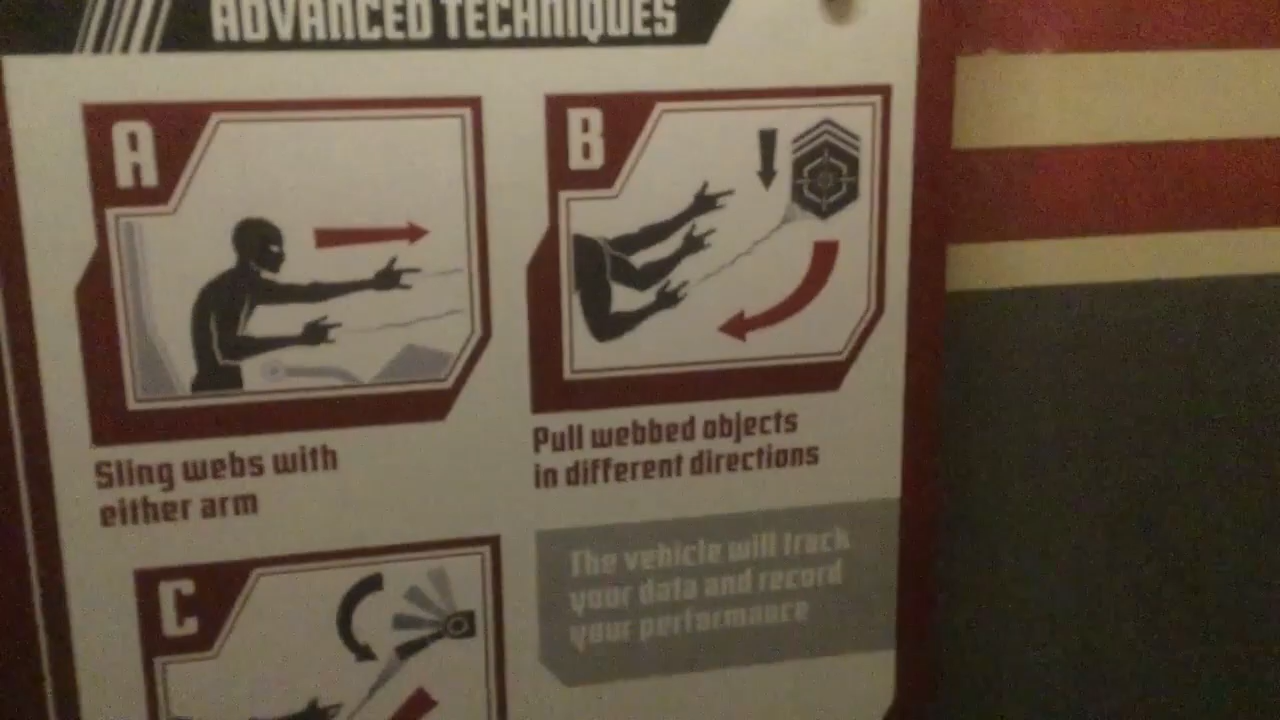 ADVANCED TECHNIQUES
A
B
Sling webs with
either arm
Pull webbed objects
in different directions
C
The vehicle will track
your data and record
your performance